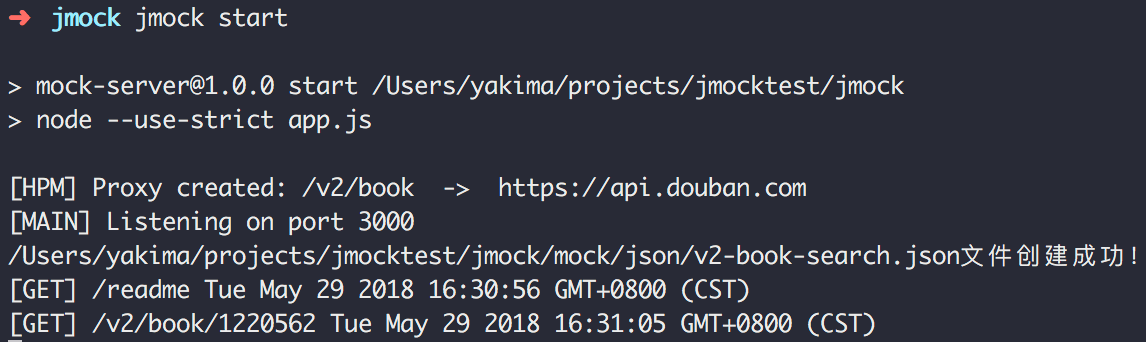 ➜ jmock jmock start
> mock-server@1.0.0 start /Users/yakima/projects/jmocktest/jmock
> node --use-strict app.js
[HPM] Proxy created: /v2/book  ->  https://api.douban.com
[MAIN] Listening on port 3000
/Users/yakima/projects/jmocktest/jmock/mock/json/v2-book-search.json文件创建成功!
[GET] /readme Tue May 29 2018 16:30:56 GMT+0800 (CST)
[GET] /v2/book/1220562 Tue May 29 2018 16:31:05 GMT+0800 (CST)